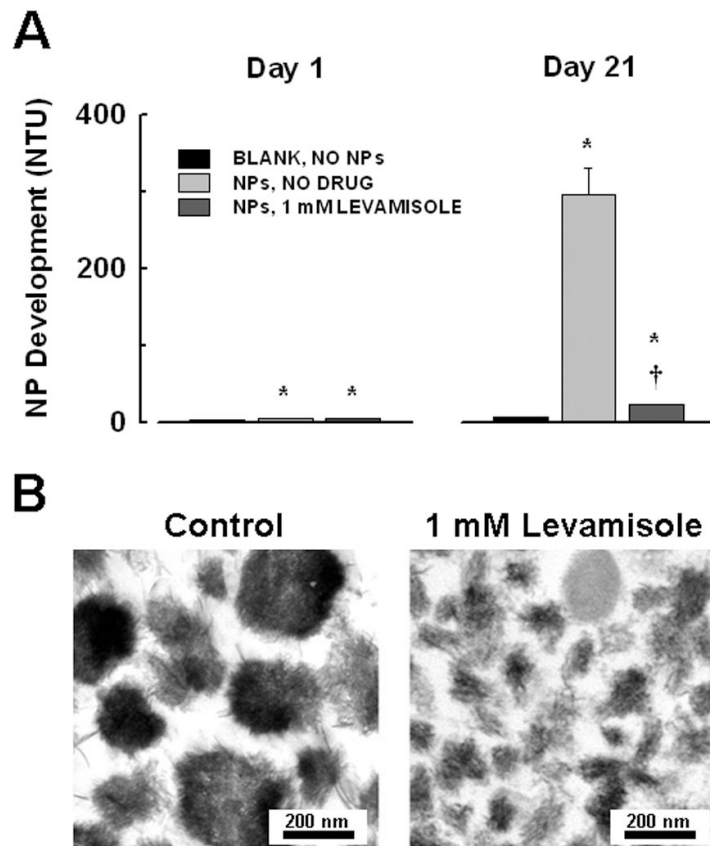 A
Day 1
Day 21
NP Development (NTU)
400
200
0
BLANK, NO NPs
NPs, NO DRUG
NPs, 1 mM LEVAMISOLE
* *
*
*
†
B
Control
1 mM Levamisole
200 nm
200 nm